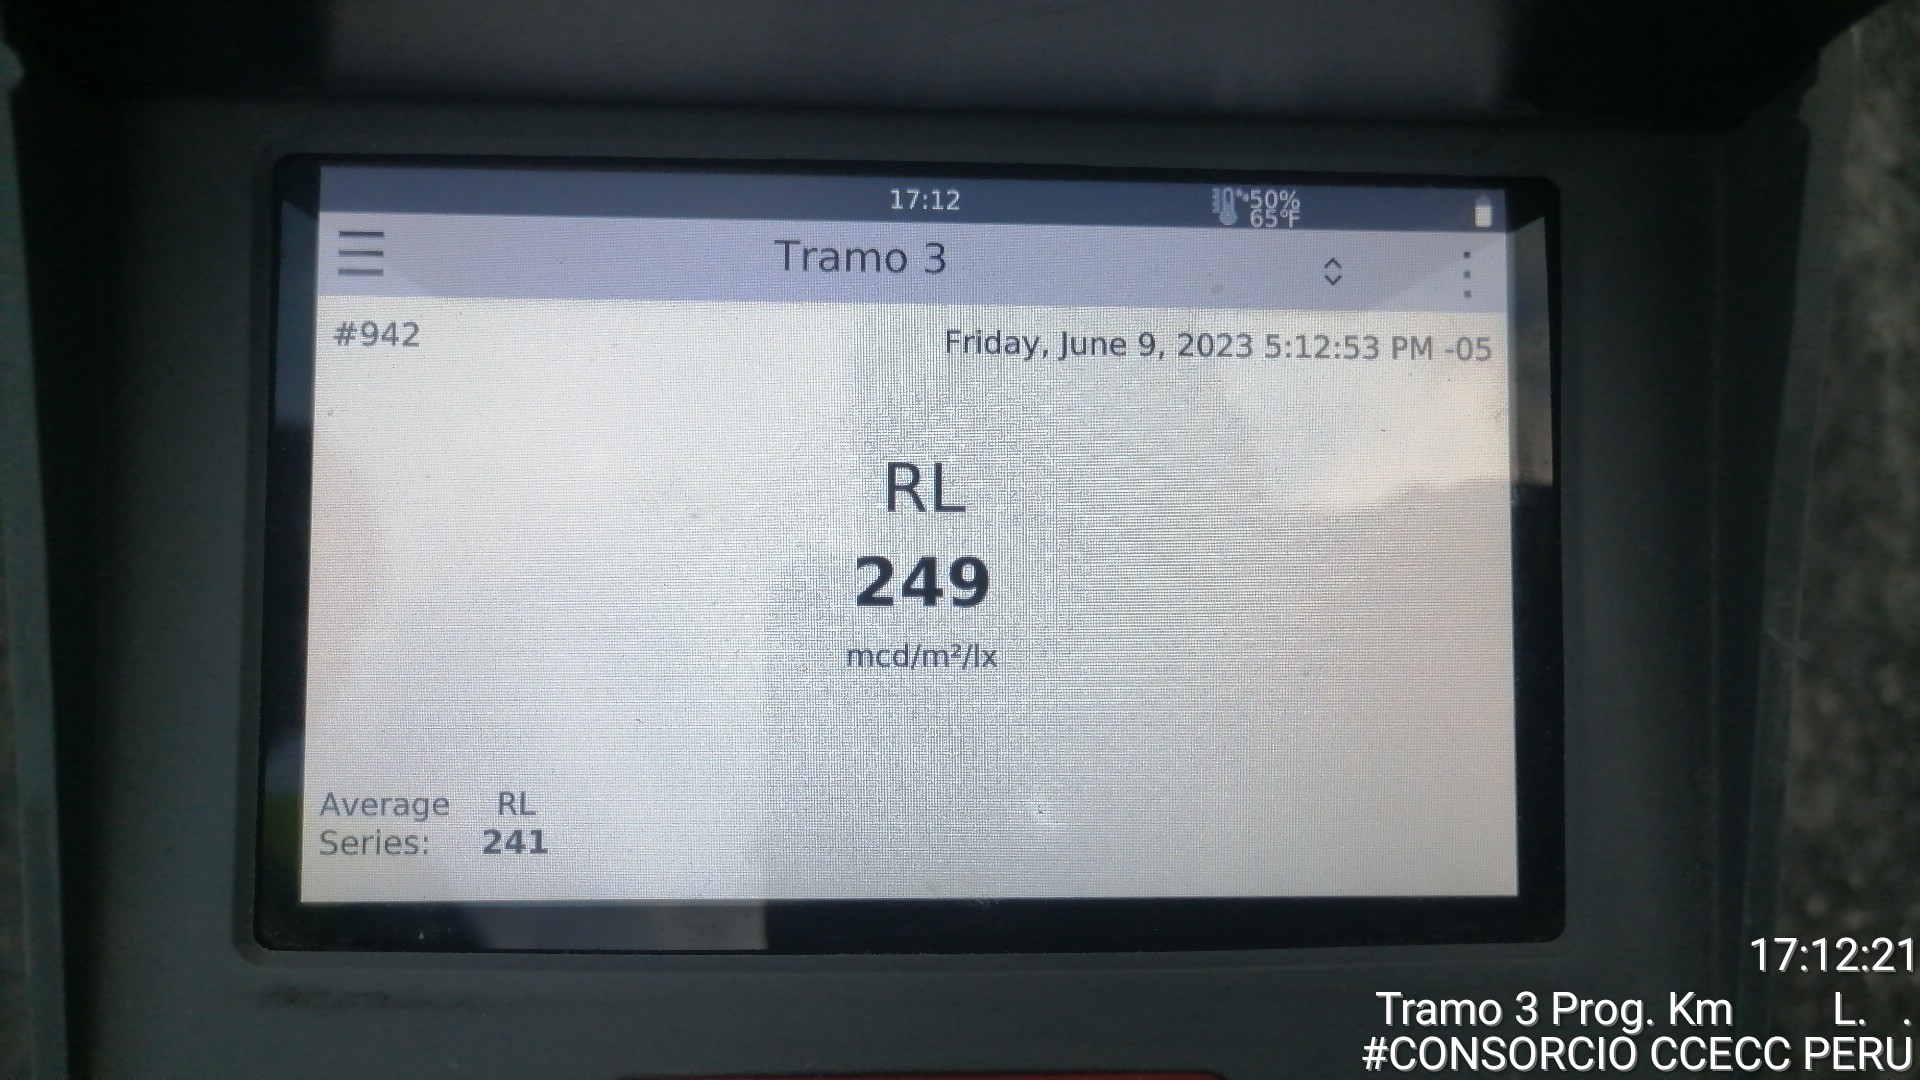 17:12
50%
65°F
Tramo 3
#942
Friday, June 9, 2023 5:12:53 PM -05
RL
249
mcd/m²/lx
Average RL
Series: 241
17:12:21
Tramo 3 Prog. Km L. .
#CONSORCIO CCECC PERU